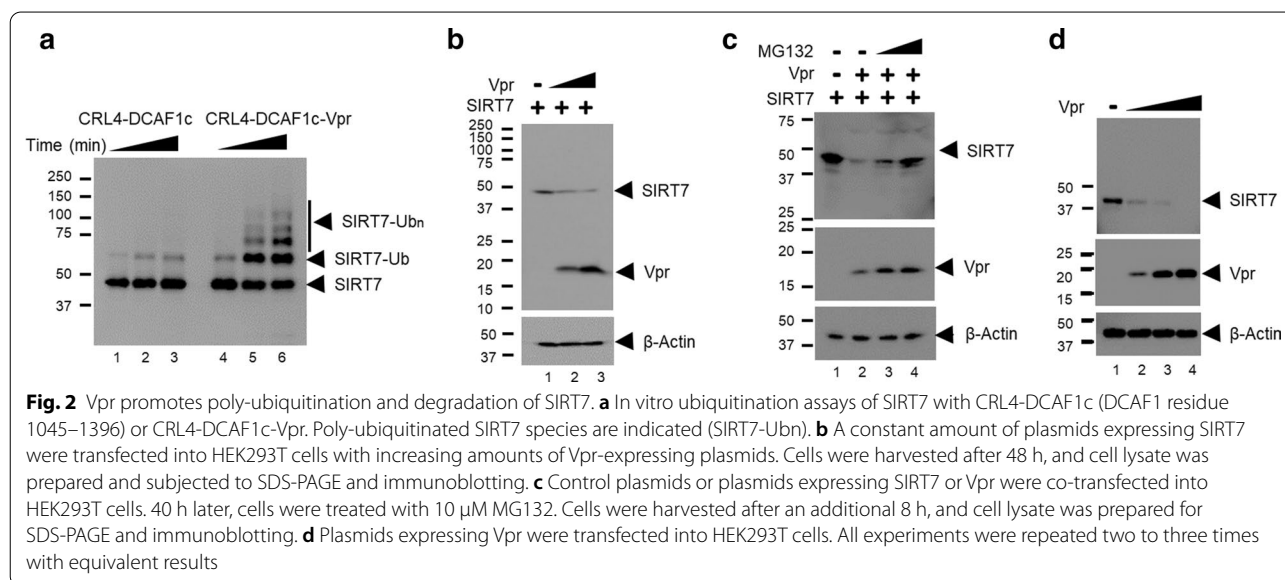 a
CRL4-DCAF1c CRL4-DCAF1c-Vpr
Time (min)
250
150
100
75
50
37
SIRT7-Ubn
SIRT7-Ub
SIRT7
1 2 3 4 5 6
b
Vpr -
SIRT7 + + +
250
150
100
75
50
37
25
20
15
10
SIRT7
Vpr
50
37
β-Actin
1 2 3
c
MG132 - -
Vpr - + + +
SIRT7 + + + +
75
50
37
25
SIRT7
20
15
Vpr
50
37
β-Actin
1 2 3 4
d
Vpr -
50
37
SIRT7
25
20
15
Vpr
50
37
β-Actin
1 2 3 4
Fig. 2 Vpr promotes poly-ubiquitination and degradation of SIRT7. a In vitro ubiquitination assays of SIRT7 with CRL4-DCAF1c (DCAF1 residue
1045–1396) or CRL4-DCAF1c-Vpr. Poly-ubiquitinated SIRT7 species are indicated (SIRT7-Ubn). b A constant amount of plasmids expressing SIRT7
were transfected into HEK293T cells with increasing amounts of Vpr-expressing plasmids. Cells were harvested after 48 h, and cell lysate was
prepared and subjected to SDS-PAGE and immunoblotting. c Control plasmids or plasmids expressing SIRT7 or Vpr were co-transfected into
HEK293T cells. 40 h later, cells were treated with 10 μM MG132. Cells were harvested after an additional 8 h, and cell lysate was prepared for
SDS-PAGE and immunoblotting. d Plasmids expressing Vpr were transfected into HEK293T cells. All experiments were repeated two to three times
with equivalent results